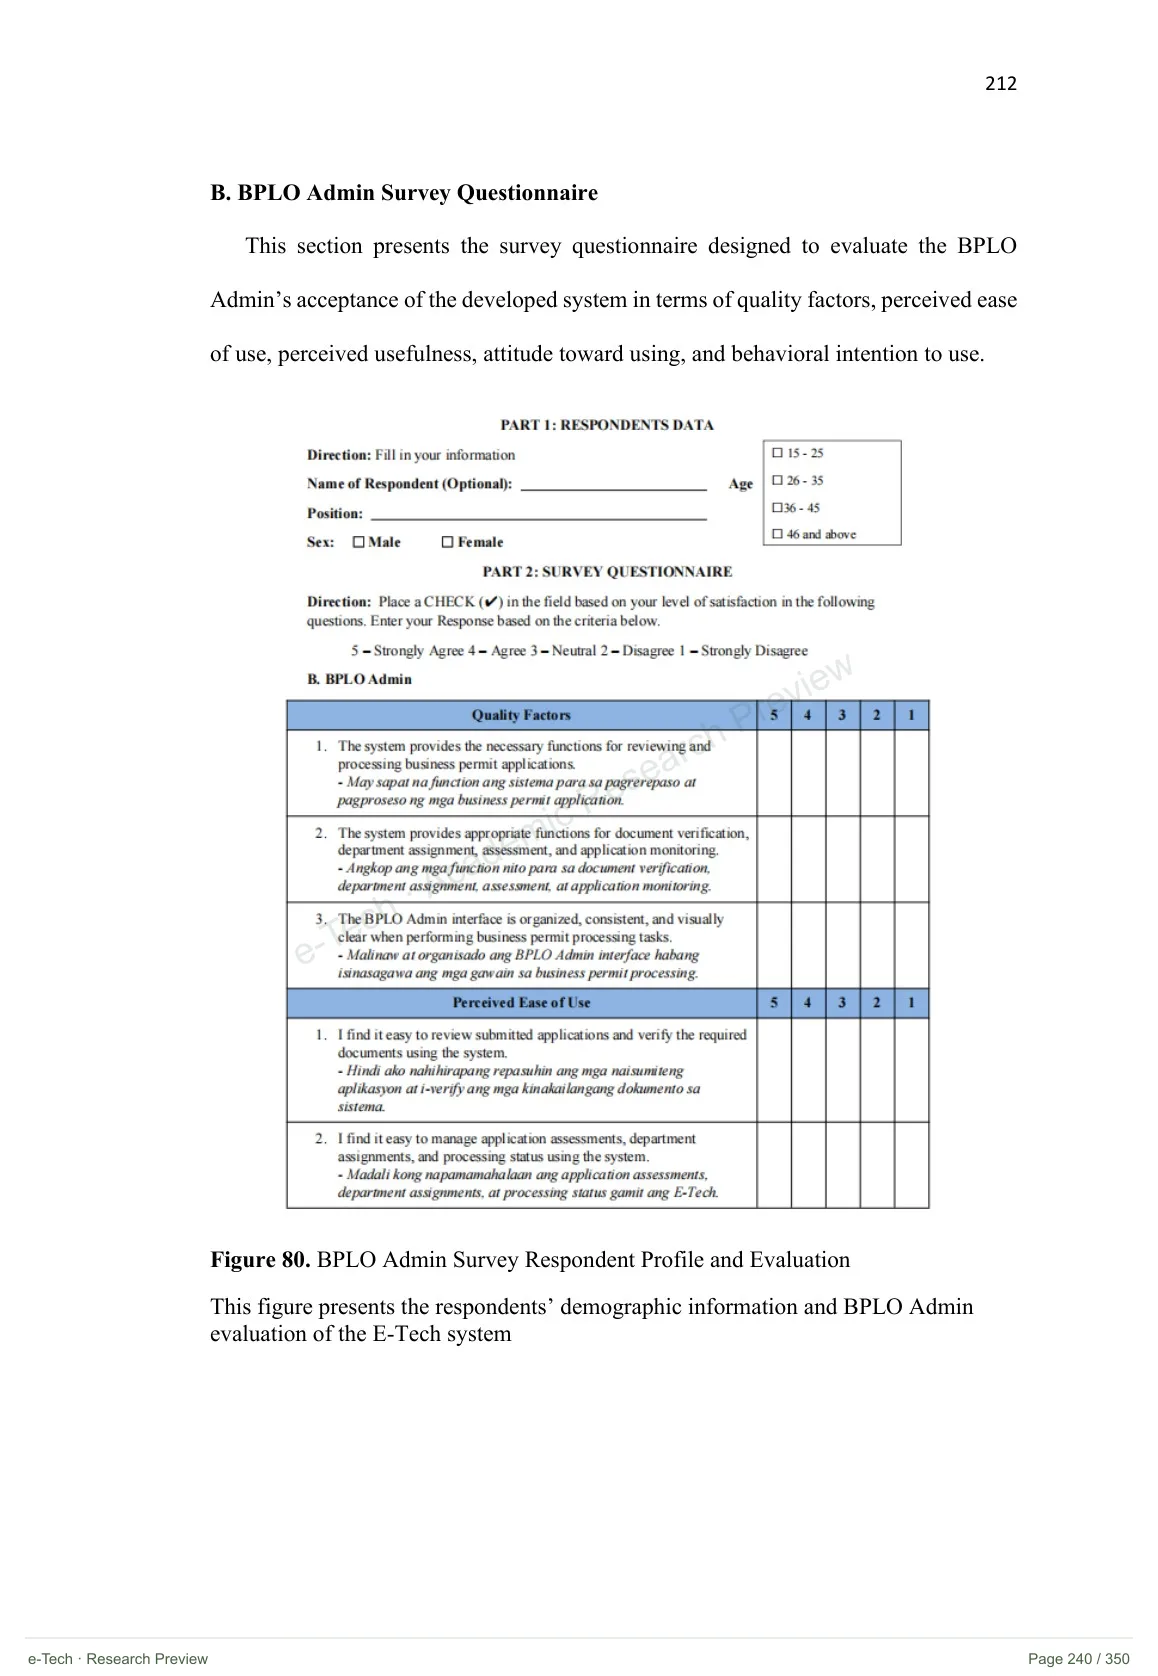 212
B. BPLO Admin Survey Questionnaire
This section presents the survey questionnaire designed to evaluate the BPLO
Admin’s acceptance of the developed system in terms of quality factors, perceived ease
of use, perceived usefulness, attitude toward using, and behavioral intention to use.
PART 1: RESPONDENTS DATA
Direction: Fill in your information
Name of Respondent (Optional): ____________ Age
Position: ____________
Sex: ☐ Male ☐ Female
☐ 15 - 25
☐ 26 - 35
☐36 - 45
☐ 46 and above
PART 2: SURVEY QUESTIONNAIRE
Direction: Place a CHECK (✔) in the field based on your level of satisfaction in the following
questions. Enter your Response based on the criteria below.
5 – Strongly Agree 4 – Agree 3 – Neutral 2 – Disagree 1 – Strongly Disagree
B. BPLO Admin
Quality Factors 5 4 3 2 1
1. The system provides the necessary functions for reviewing and
processing business permit applications.
- May sapat na function ang sistema para sa pagrerepaso at
pagproseso ng mga business permit application.
2. The system provides appropriate functions for document verification,
department assignment, assessment, and application monitoring.
- Angkop ang mga function nito para sa document verification,
department assignment, assessment, at application monitoring.
3. The BPLO Admin interface is organized, consistent, and visually
clear when performing business permit processing tasks.
- Malinaw at organisado ang BPLO Admin interface habang
isinasagawa ang mga gawain sa business permit processing.
Perceived Ease of Use 5 4 3 2 1
1. I find it easy to review submitted applications and verify the required
documents using the system.
- Hindi ako nahihirapang repasuhin ang mga naisumiteng
aplikasyon at i-verify ang mga kinakailangang dokumento sa
sistema.
2. I find it easy to manage application assessments, department
assignments, and processing status using the system.
- Madali kong napamamahalaan ang application assessments,
department assignments, at processing status gamit ang E-Tech.
e-Tech · Academic Research Preview
Figure 80. BPLO Admin Survey Respondent Profile and Evaluation
This figure presents the respondents’ demographic information and BPLO Admin
evaluation of the E-Tech system
e-Tech · Research Preview
Page 240 / 350